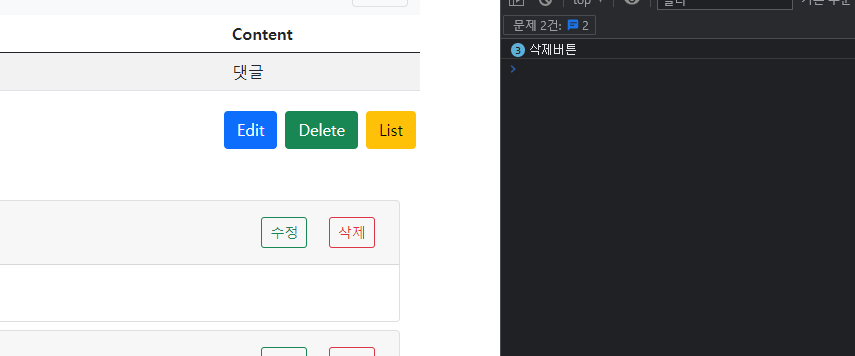 top
문제 2건: 2
3 삭제버튼
Content
댓글
Edit Delete List
수정 삭제